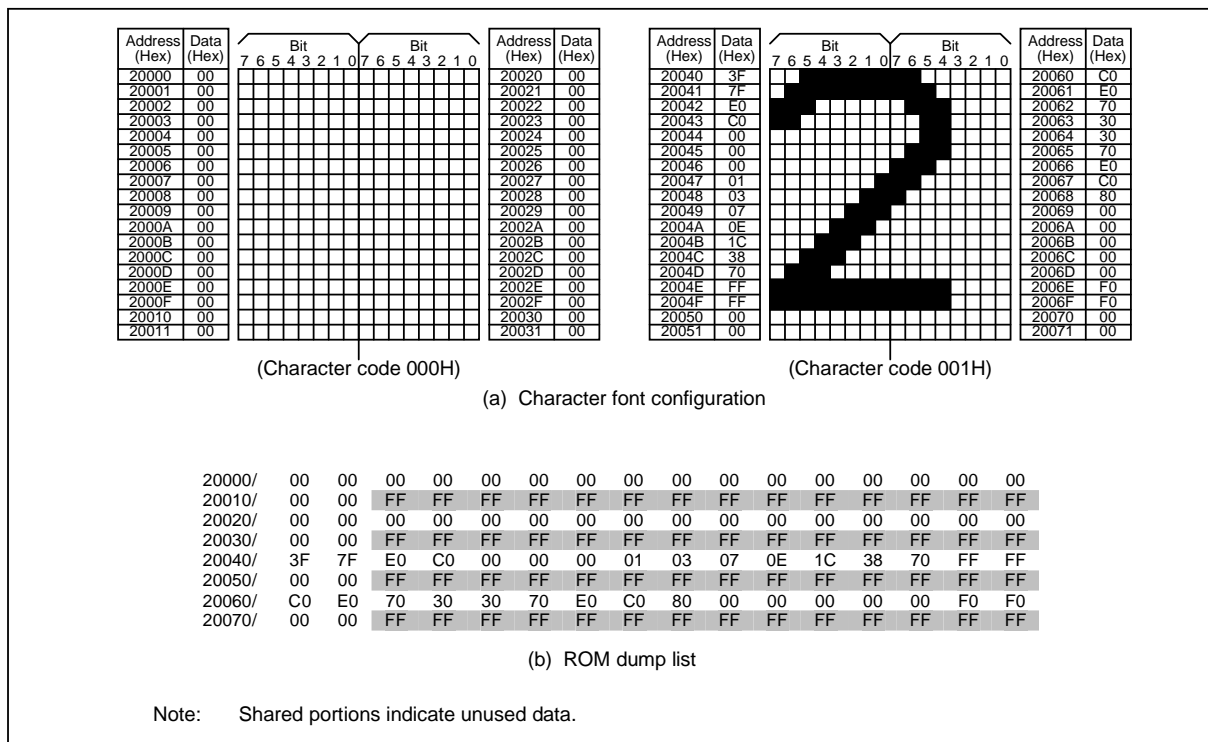 Address Data Bit Bit Address Data Address Data Bit Bit Address Data
(Hex) (Hex) 7 6 5 4 3 2 1 0 7 6 5 4 3 2 1 0 (Hex) (Hex) (Hex) (Hex) 7 6 5 4 3 2 1 0 7 6 5 4 3 2 1 0 (Hex) (Hex)
20000 00 20020 00 20040 3F 20060 C0
20001 00 20021 00 20041 7F 20061 E0
20002 00 20022 00 20042 E0 20062 70
20003 00 20023 00 20043 C0 20063 30
20004 00 20024 00 20044 00 20064 30
20005 00 20025 00 20045 00 20065 70
20006 00 20026 00 20046 00 20066 E0
20007 00 20027 00 20047 01 20067 C0
20008 00 20028 00 20048 03 20068 80
20009 00 20029 00 20049 07 20069 00
2000A 00 2002A 00 2004A 0E 2006A 00
2000B 00 2002B 00 2004B 1C 2006B 00
2000C 00 2002C 00 2004C 38 2006C 00
2000D 00 2002D 00 2004D 70 2006D 00
2000E 00 2002E 00 2004E FF 2006E F0
2000F 00 2002F 00 2004F FF 2006F F0
20010 00 20030 00 20050 00 20070 00
20011 00 20031 00 20051 00 20071 00
(Character code 000H) (Character code 001H)
(a) Character font configuration
20000/ 00 00 00 00 00 00 00 00 00 00 00 00 00 00 00 00
20010/ 00 00 FF FF FF FF FF FF FF FF FF FF FF FF FF FF
20020/ 00 00 00 00 00 00 00 00 00 00 00 00 00 00 00 00
20030/ 00 00 FF FF FF FF FF FF FF FF FF FF FF FF FF FF
20040/ 3F 7F E0 C0 00 00 00 01 03 07 0E 1C 38 70 FF FF
20050/ 00 00 FF FF FF FF FF FF FF FF FF FF FF FF FF FF
20060/ C0 E0 70 30 30 70 E0 C0 80 00 00 00 00 00 F0 F0
20070/ 00 00 FF FF FF FF FF FF FF FF FF FF FF FF FF FF
(b) ROM dump list
Note: Shared portions indicate unused data.